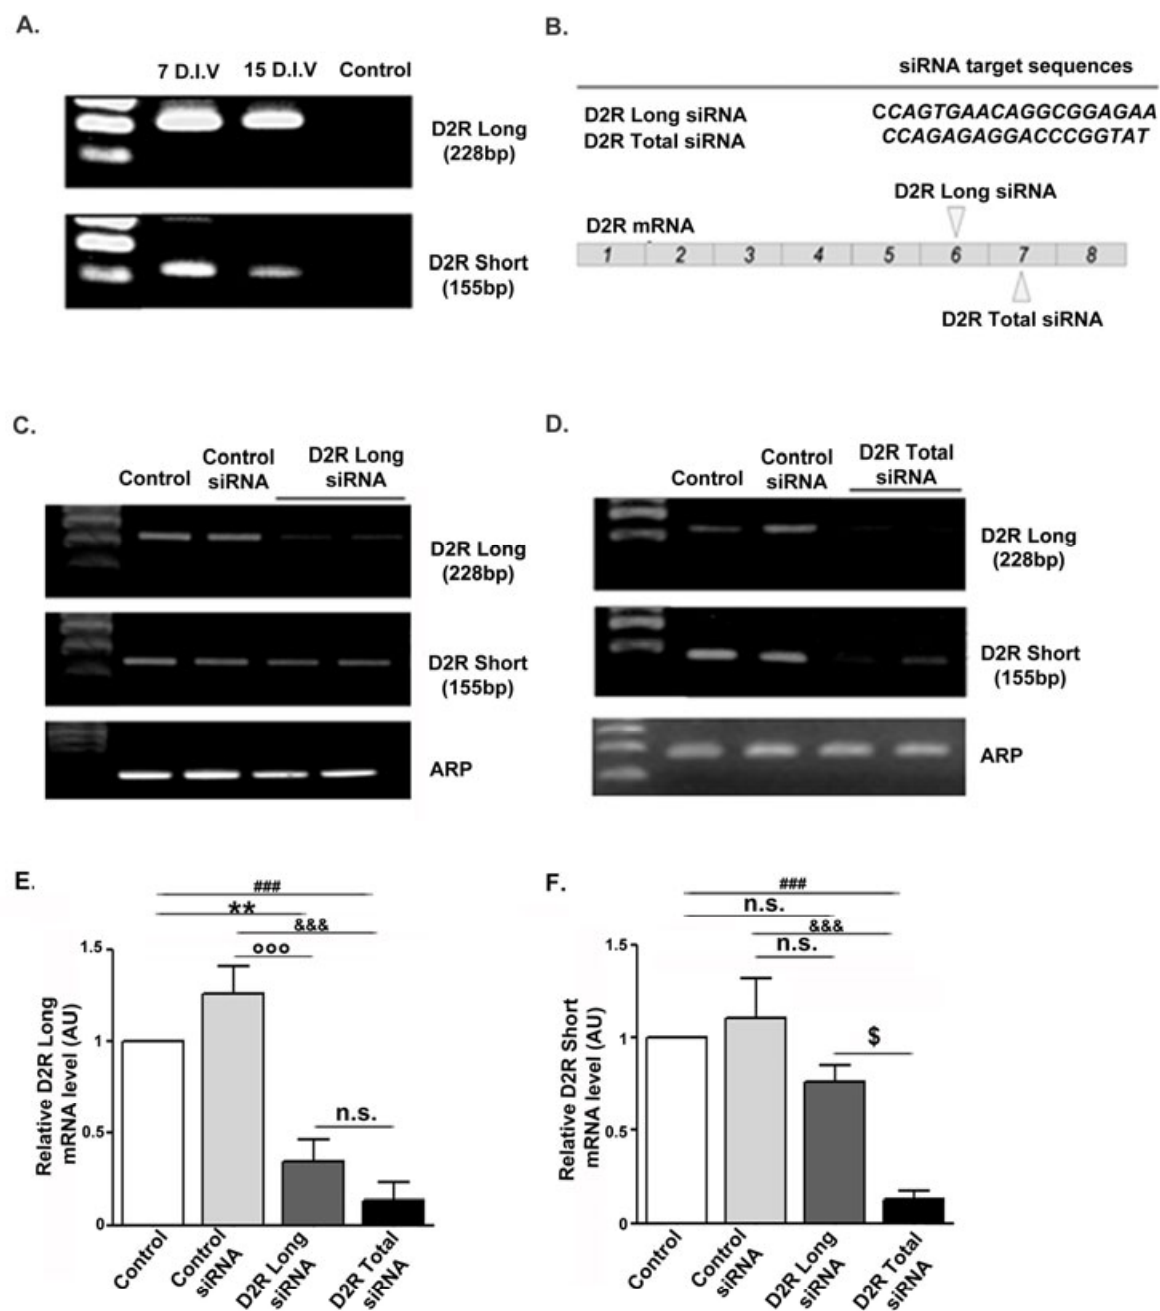 A.
7 D.I.V 15 D.I.V Control
D2R Long
(228bp)
D2R Short
(155bp)
B.
siRNA target sequences
D2R Long siRNA CCAGTGAACAGGCGGAGAA
D2R Total siRNA CCAGAGAGGACCCGGTAT
D2R Long siRNA
D2R mRNA
1 2 3 4 5 6 7 8
D2R Total siRNA
C.
Control Control siRNA D2R Long siRNA
D2R Long
(228bp)
D2R Short
(155bp)
ARP
D.
Control Control siRNA D2R Total siRNA
D2R Long
(228bp)
D2R Short
(155bp)
ARP
E.
###
**
&&&
°°°
1.5
1
0.5
0
n.s.
Relative D2R Long
mRNA level (AU)
Control
Control
siRNA
D2R Long
siRNA
D2R Total
siRNA
F.
###
n.s.
&&&
n.s.
$
1.5
1
0.5
0
Relative D2R Short
mRNA level (AU)
Control
Control
siRNA
D2R Long
siRNA
D2R Total
siRNA